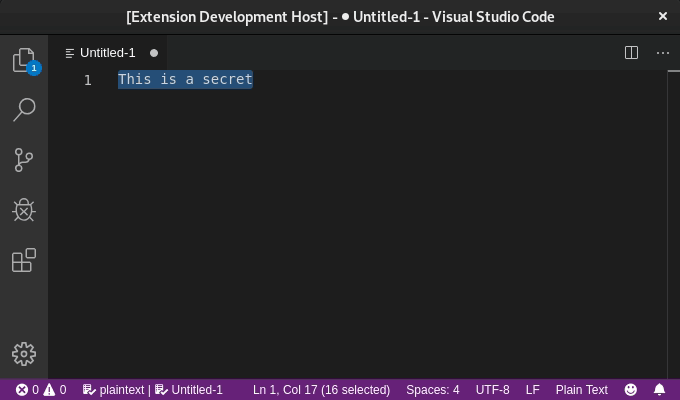 [Extension Development Host] - ● Untitled-1 - Visual Studio Code
Untitled-1 ●
1
1 This is a secret
0 0 plaintext | Untitled-1 Ln 1, Col 17 (16 selected) Spaces: 4 UTF-8 LF Plain Text